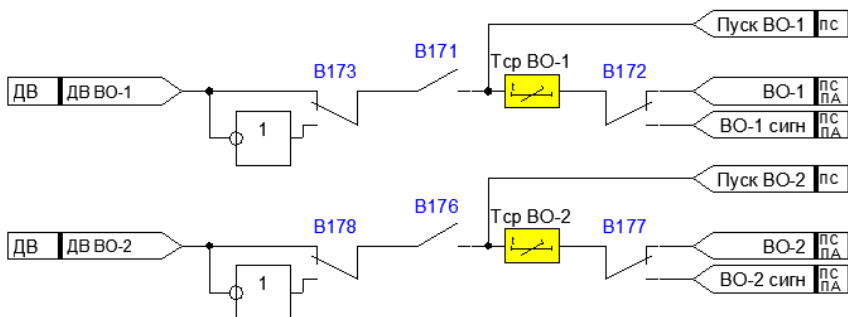 Пуск ВО-1 ПС
В171
Тср ВО-1
В173 В172
ДВ ДВ ВО-1 ВО-1 ПС ПА
1 ВО-1 сигн ПС ПА
Пуск ВО-2 ПС
В176
Тср ВО-2
В178 В177
ДВ ДВ ВО-2 ВО-2 ПС ПА
1 ВО-2 сигн ПС ПА